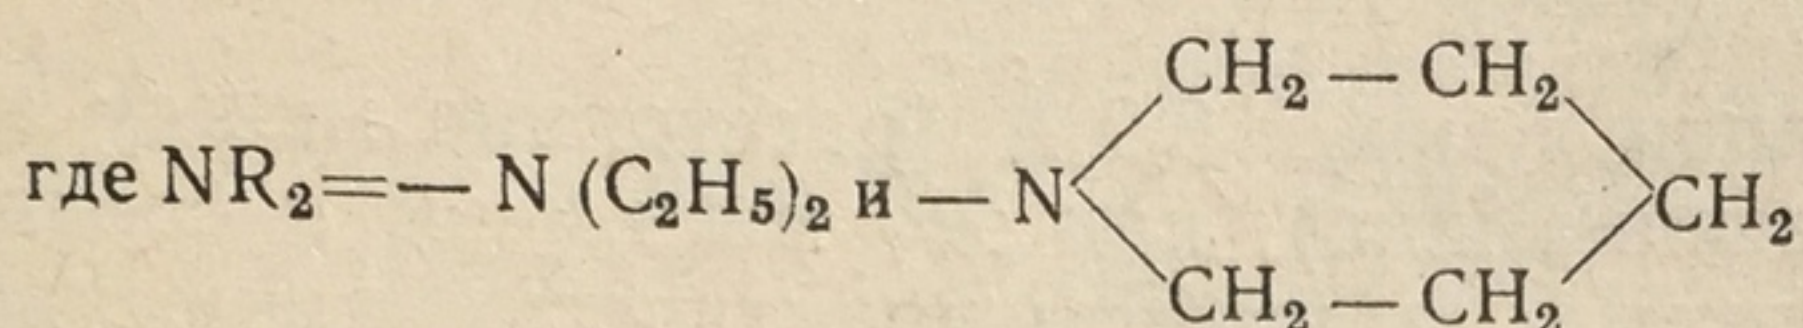 CH₂ — CH₂
где NR₂=— N (C₂H₅)₂ и — N CH₂
CH₂ — CH₂